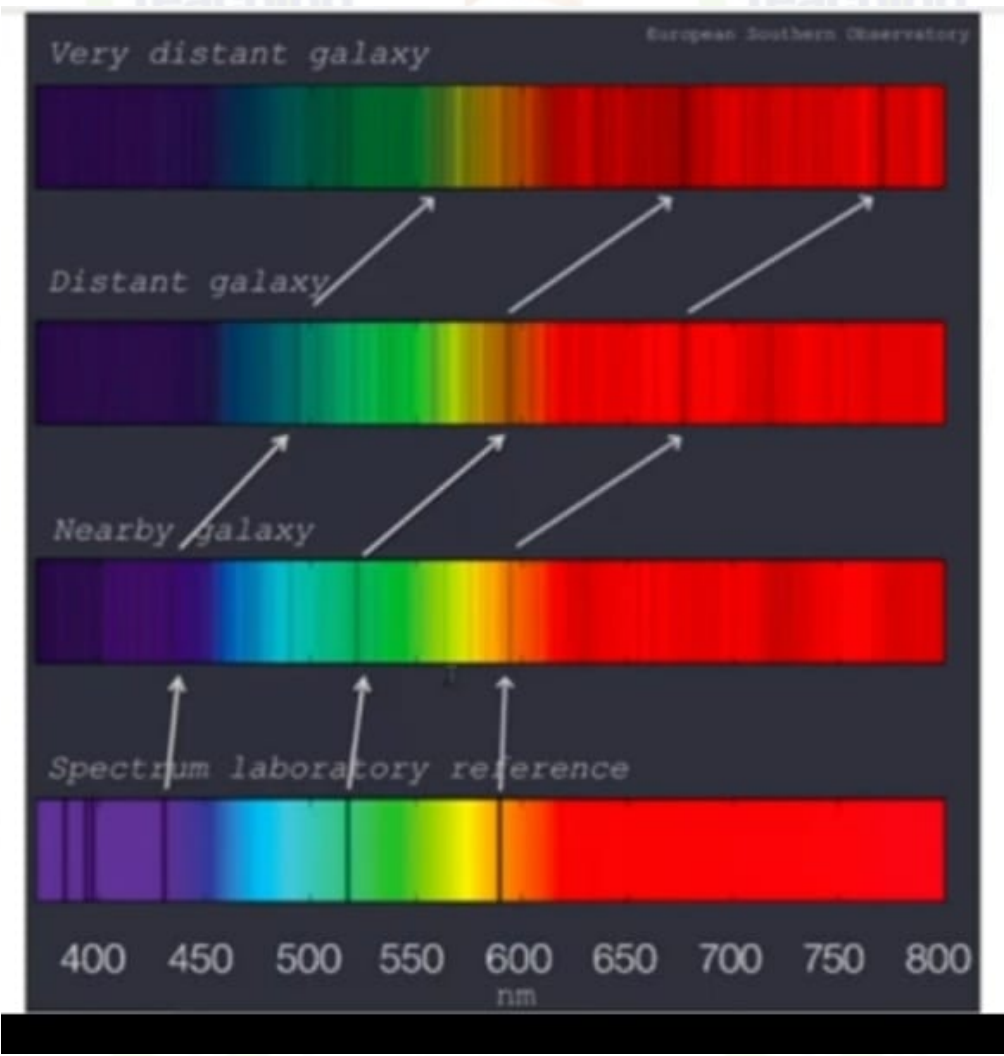 European Southern Observatory
Very distant galaxy
Distant galaxy
Nearby galaxy
Spectrum laboratory reference
400 450 500 550 600 650 700 750 800
nm